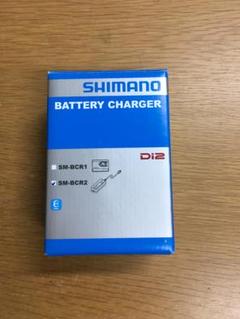 SHIMANO
BATTERY CHARGER
Di2
SM-BCR1
SM-BCR2
E